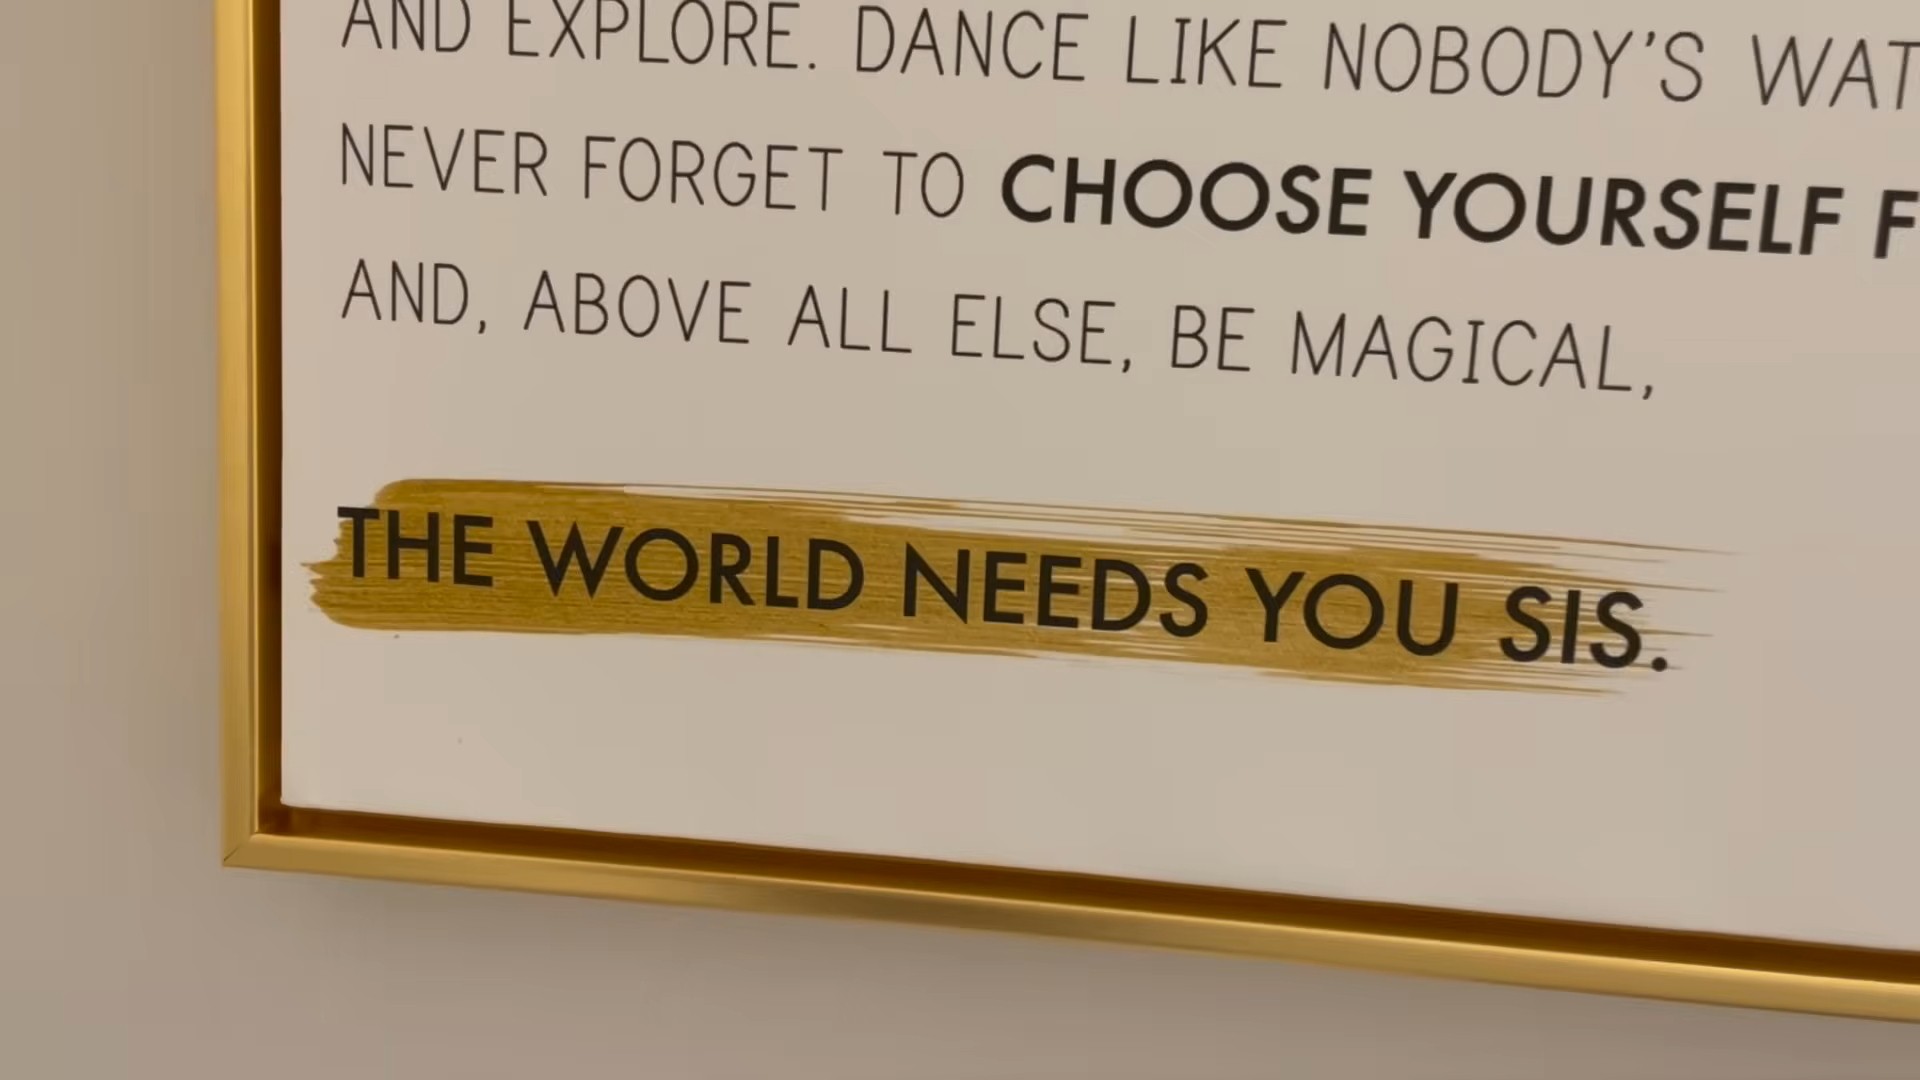 AND EXPLORE. DANCE LIKE NOBODY'S
NEVER FORGET TO CHOOSE YOURSELF
AND, ABOVE ALL ELSE, BE MAGICAL,
THE WORLD NEEDS YOU SIS.